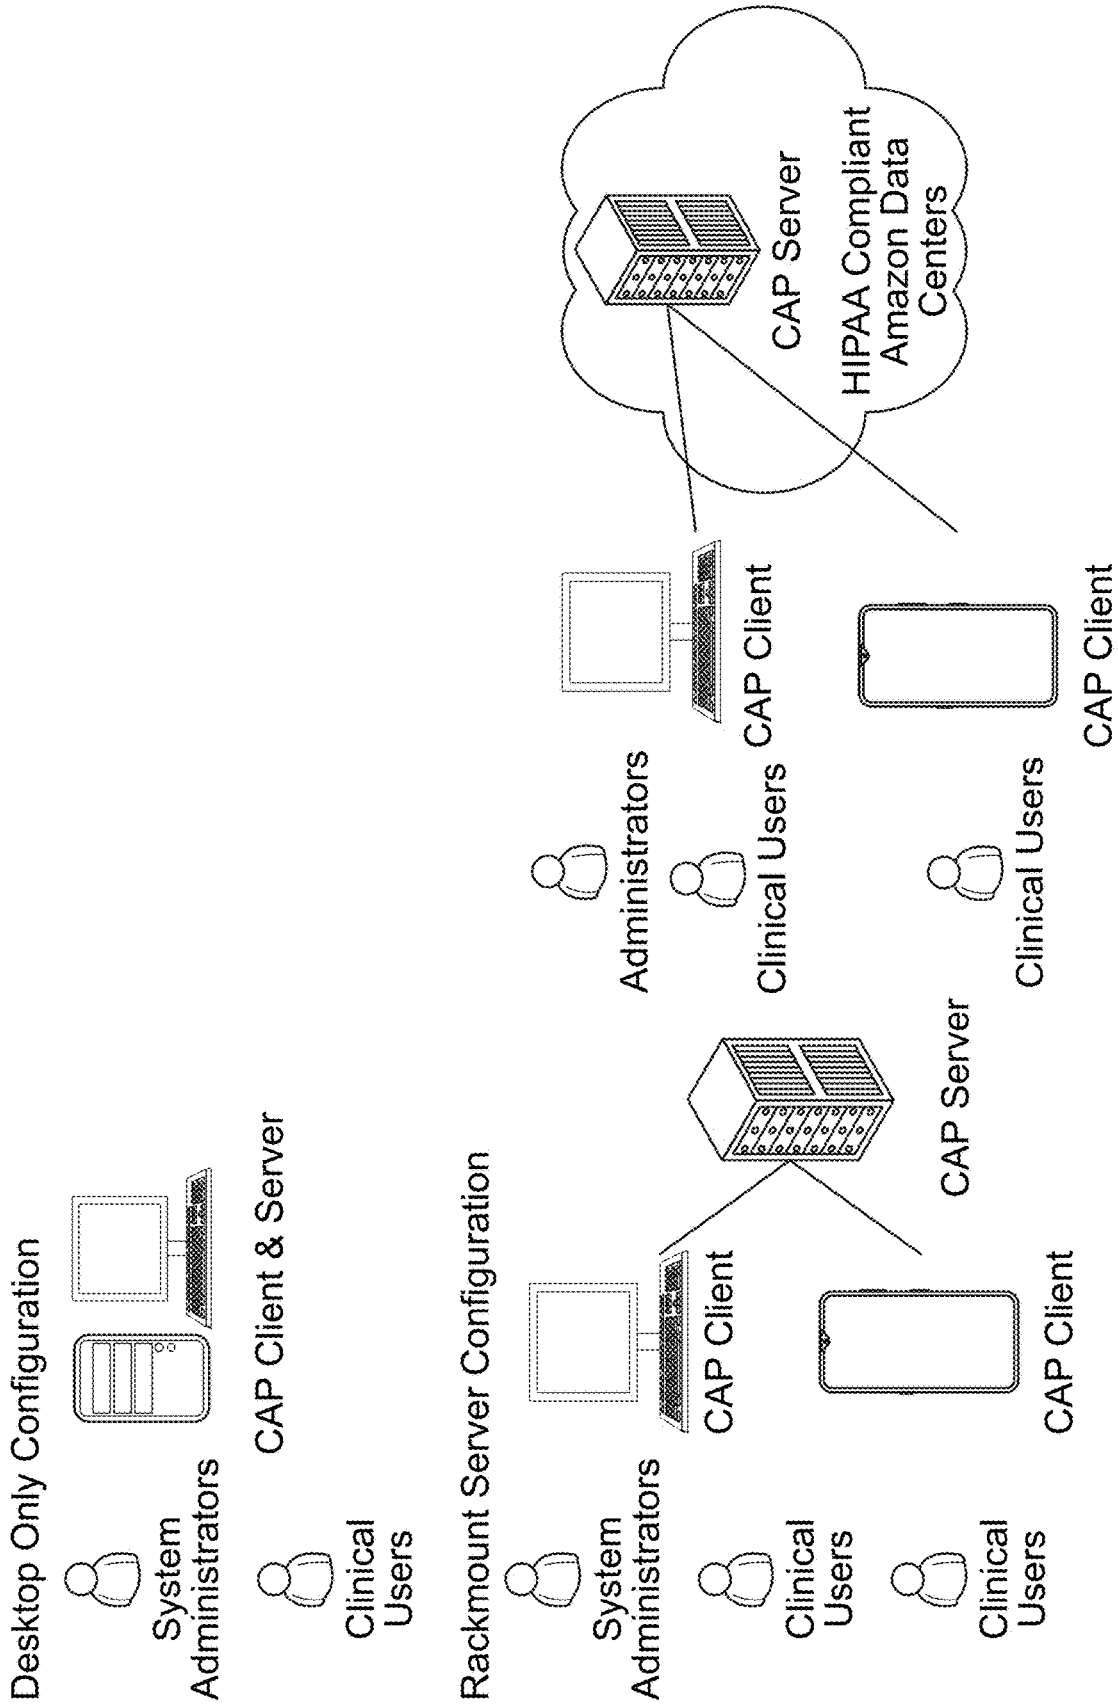 Desktop Only Configuration
System
Administrators
Clinical
Users
CAP Client & Server
Rackmount Server Configuration
System
Administrators
Clinical
Users
Clinical
Users
CAP Client
CAP Client
CAP Server
Administrators
Clinical Users
Clinical Users
CAP Client
CAP Client
CAP Server
HIPAA Compliant
Amazon Data
Centers